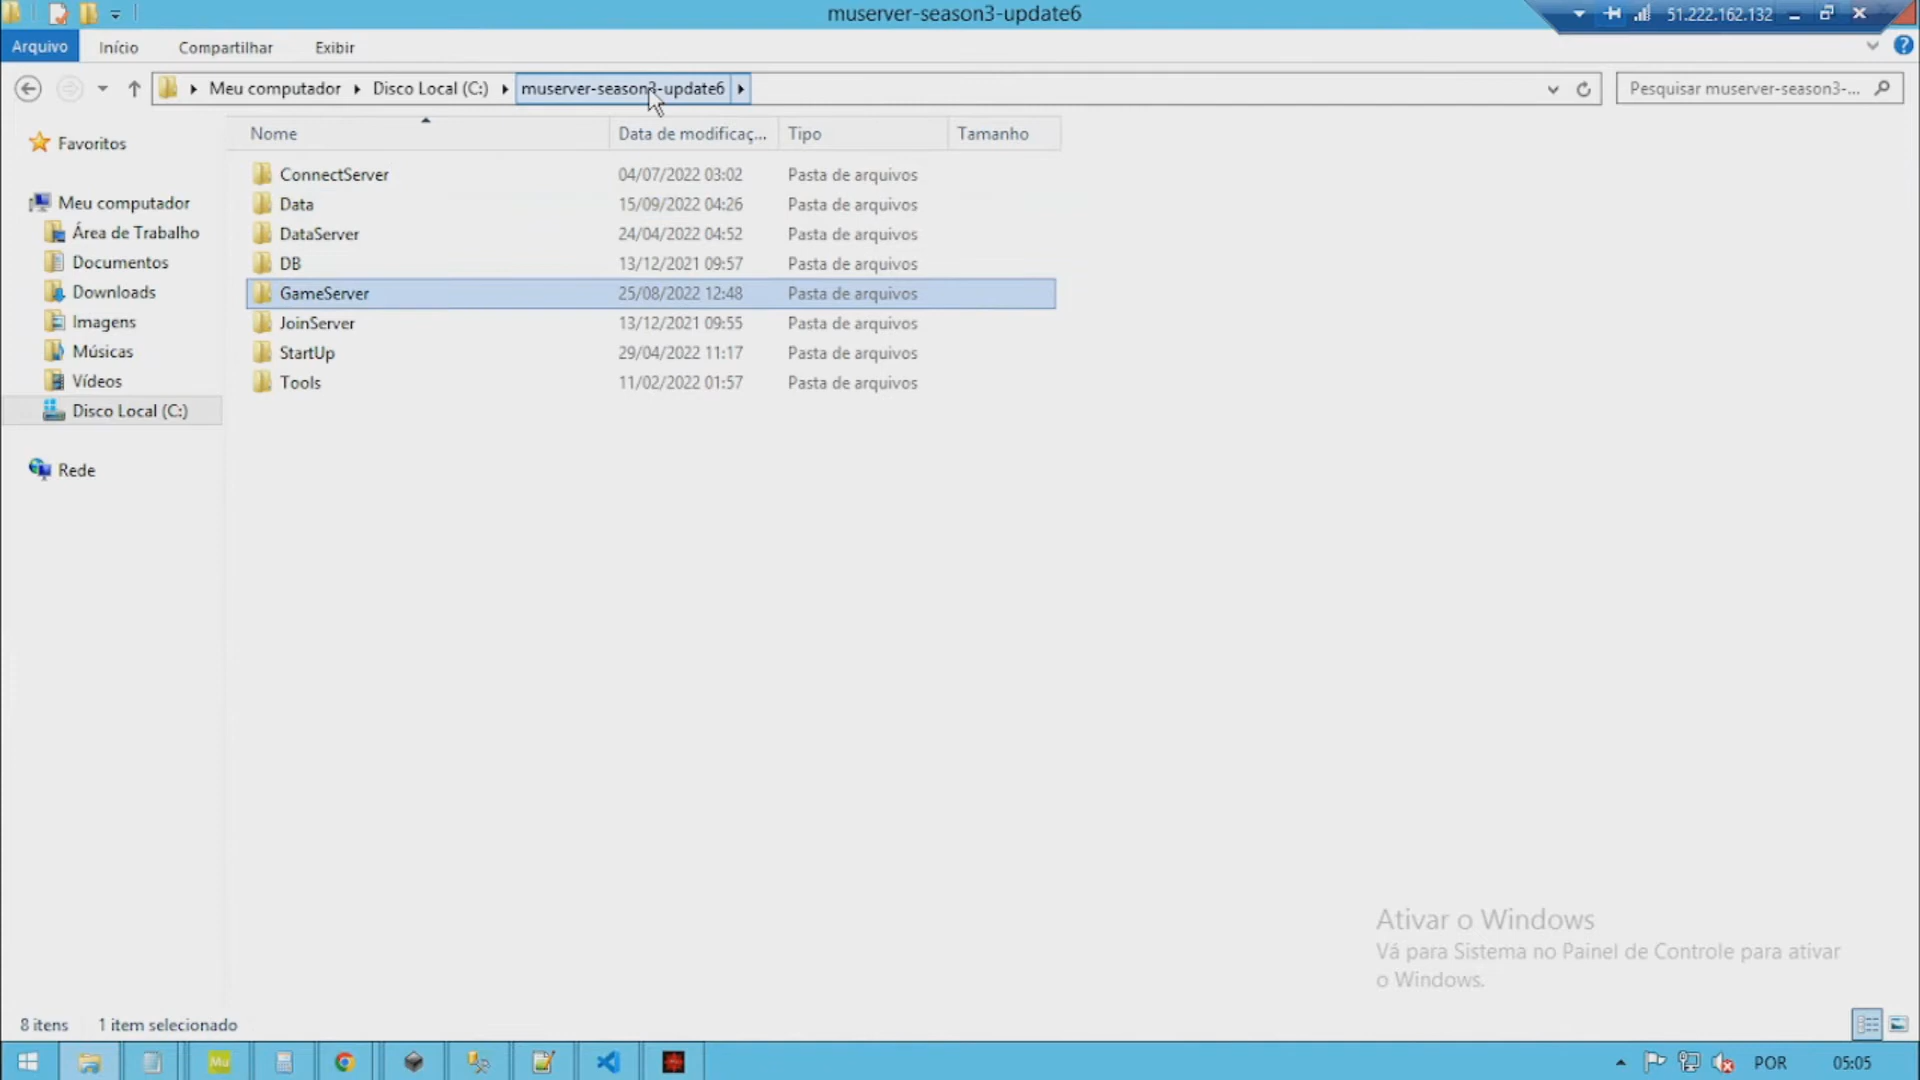 muserver-season3-update6
51.222.162.132
Arquivo Início Compartilhar Exibir
Meu computador Disco Local (C:) muserver-season3-update6
Pesquisar muserver-season3-...
Nome Data de modificaç... Tipo Tamanho
Favoritos
Meu computador
Área de Trabalho
Documentos
Downloads
Imagens
Músicas
Vídeos
Disco Local (C:)
Rede
ConnectServer 04/07/2022 03:02 Pasta de arquivos
Data 15/09/2022 04:26 Pasta de arquivos
DataServer 24/04/2022 04:52 Pasta de arquivos
DB 13/12/2021 09:57 Pasta de arquivos
GameServer 25/08/2022 12:48 Pasta de arquivos
JoinServer 13/12/2021 09:55 Pasta de arquivos
StartUp 29/04/2022 11:17 Pasta de arquivos
Tools 11/02/2022 01:57 Pasta de arquivos
Ativar o Windows
Vá para Sistema no Painel de Controle para ativar
o Windows.
8 itens 1 item selecionado
Mu
POR 05:05